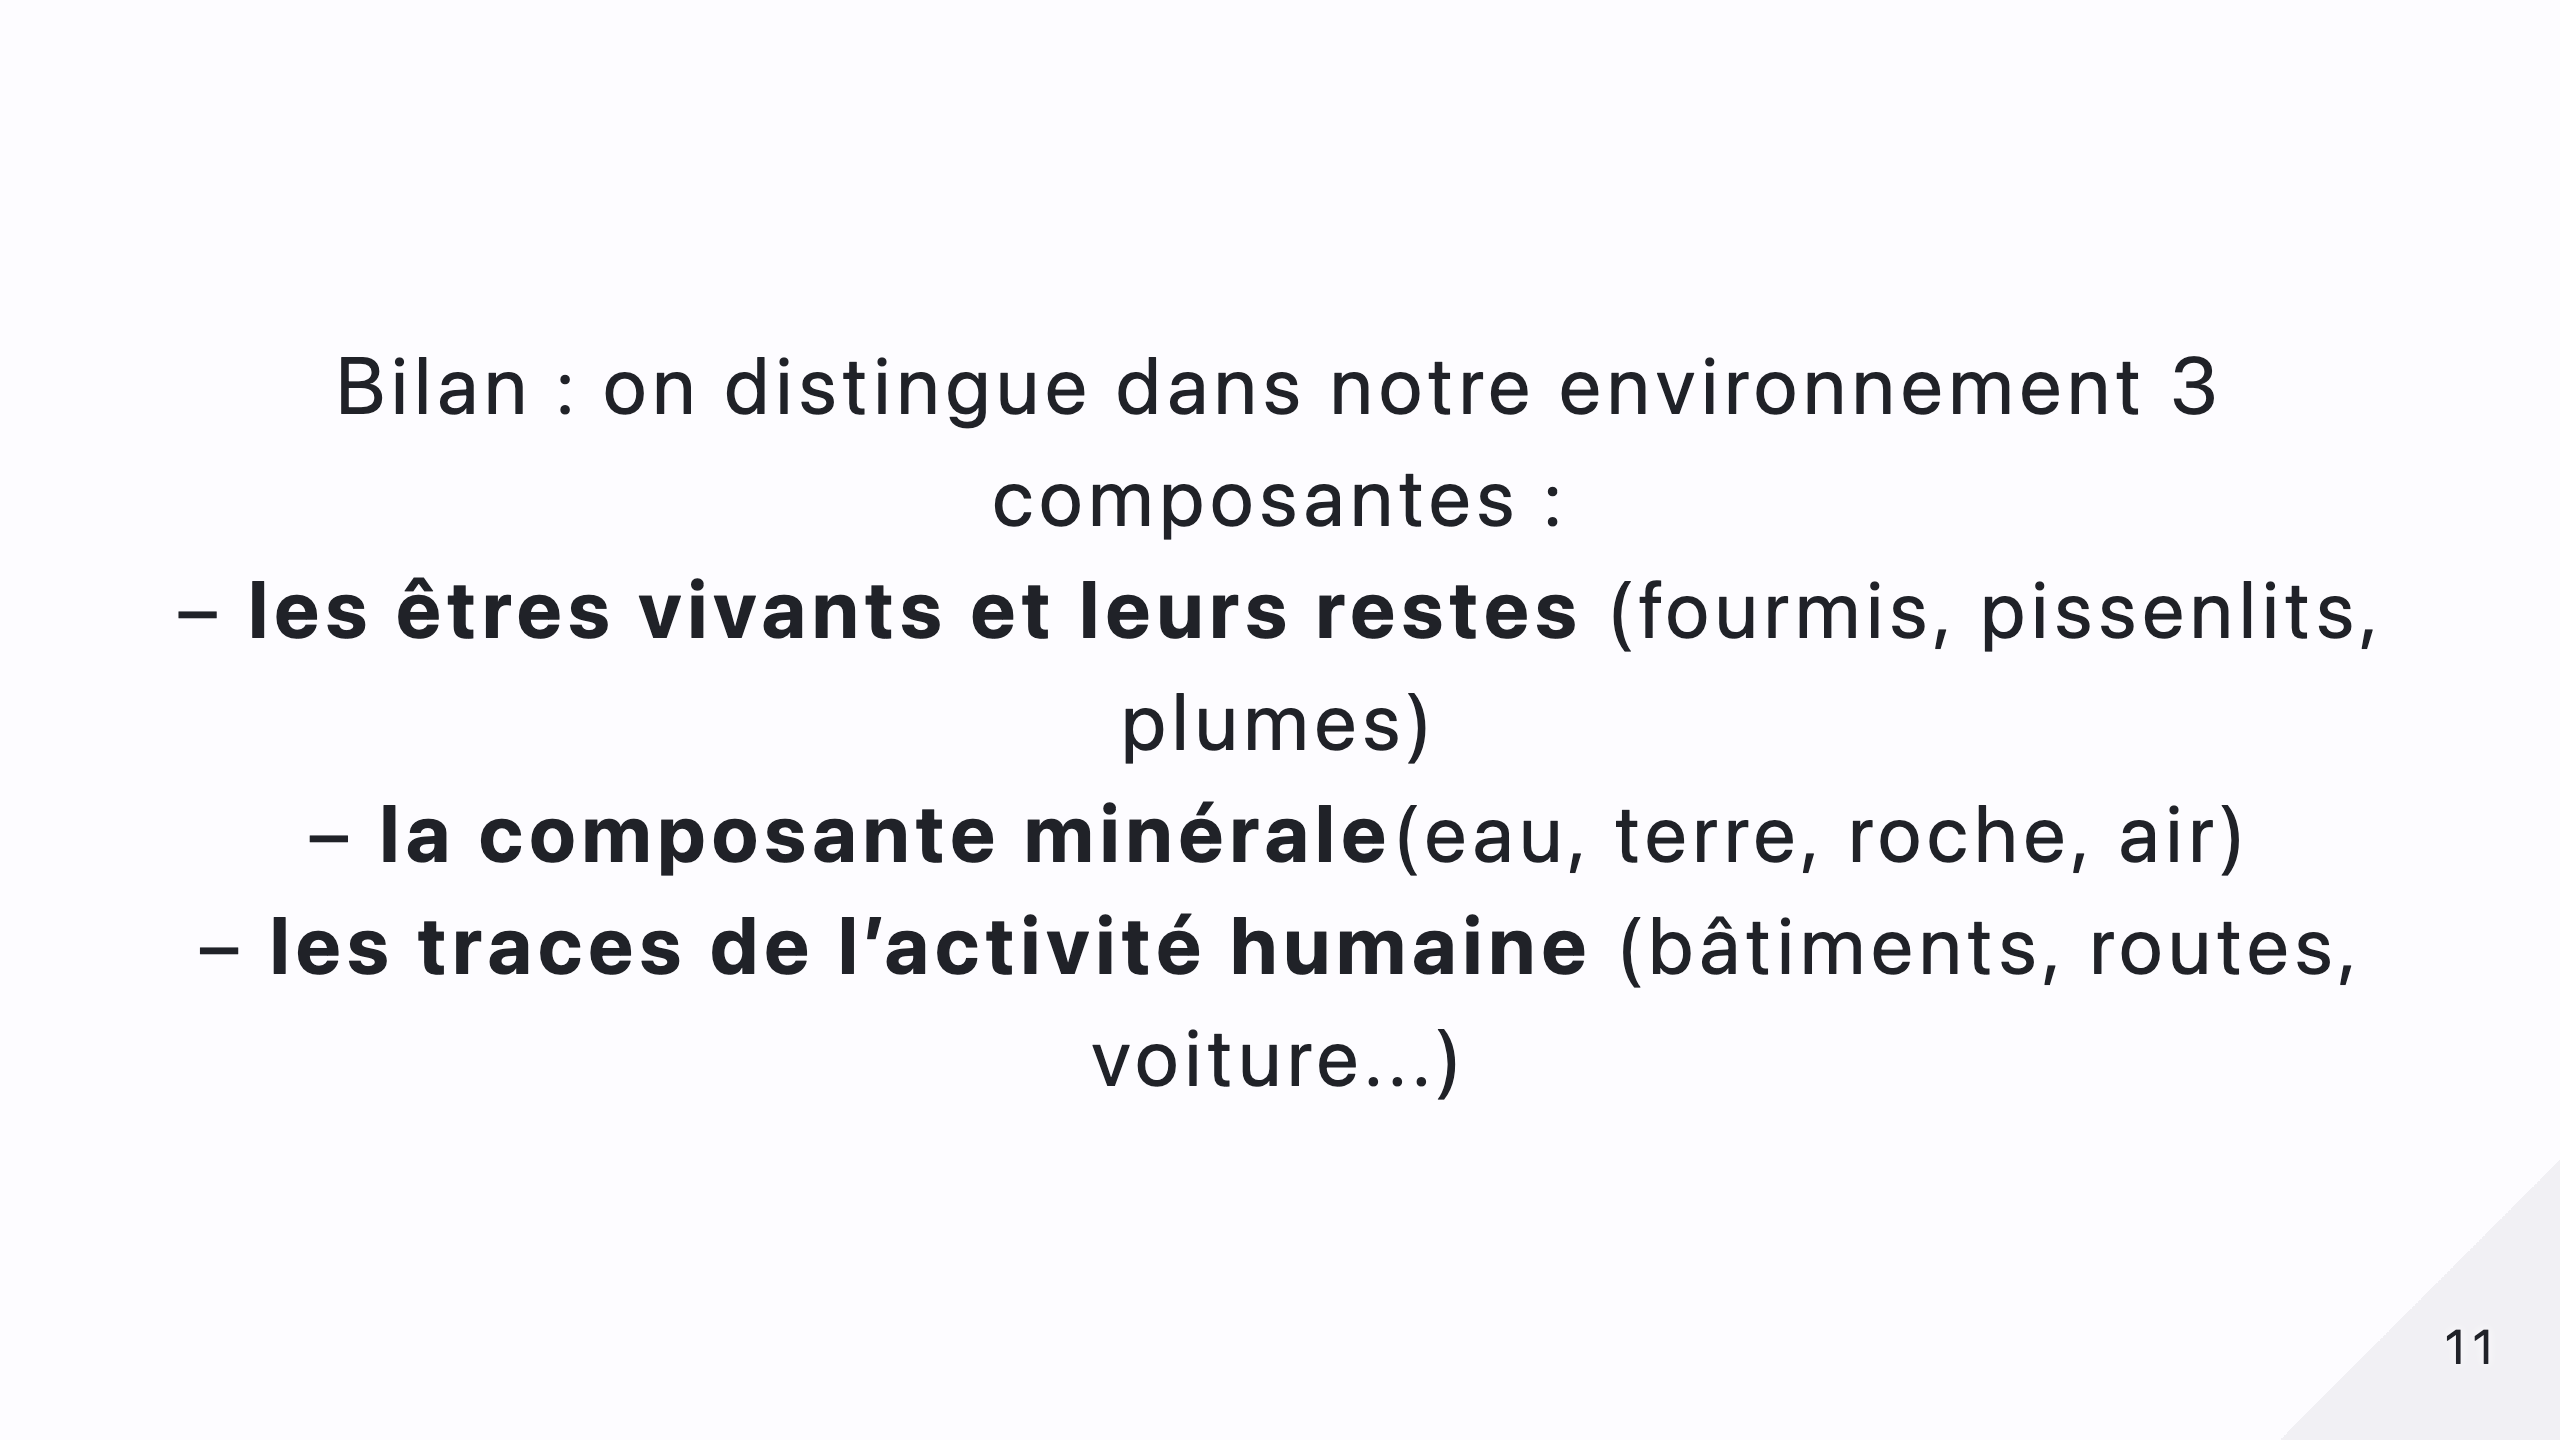 Bilan : on distingue dans notre environnement 3
composantes :
– les êtres vivants et leurs restes (fourmis, pissenlits,
plumes)
– la composante minérale(eau, terre, roche, air)
– les traces de l’activité humaine (bâtiments, routes,
voiture...)
11